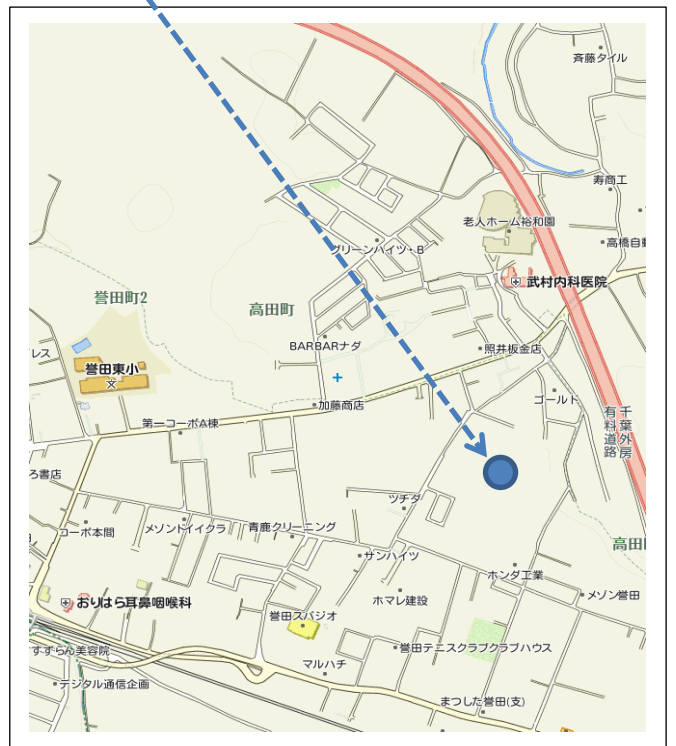 斉藤タイル
寿商工
老人ホーム裕和園
グリーンハイツ・B
高橋自動
武村内科医院
誉田町2
高田町
BARBARナダ
照井板金店
レス
誉田東小
ゴールド
加藤商店
千葉外房
有料道路
第一コーポA棟
ろ書店
ツチダ
コーポ本間
メゾントイイクラ
青鹿クリーニング
サンハイツ
高田
ホンダ工業
メゾン誉田
おりはら耳鼻咽喉科
ホマレ建設
誉田スパジオ
すずらん美容院
誉田テニスクラブクラブハウス
マルハチ
デジタル通信企画
まつした誉田(支)